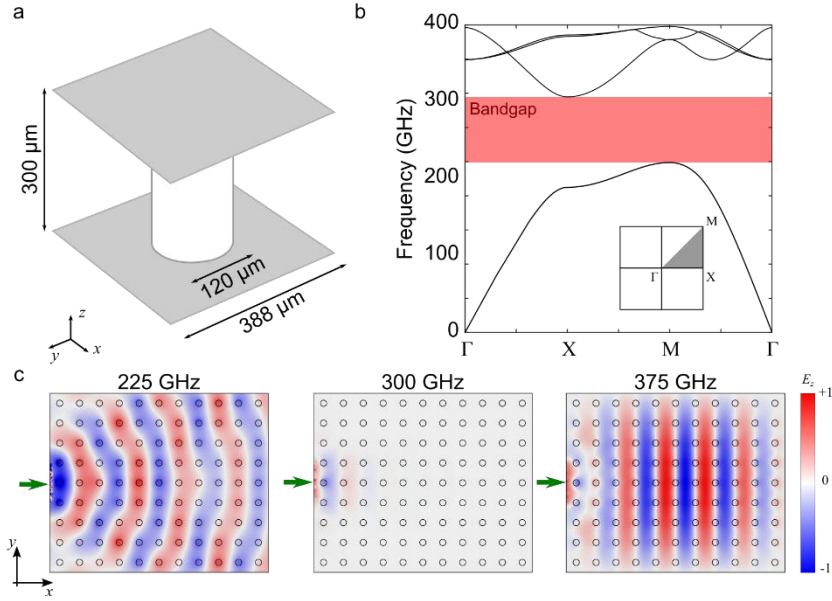 a
300 μm
120 μm
388 μm
z
y
x
b
Frequency (GHz)
400
300
200
100
0
Bandgap
M
Γ
X
Γ
X
M
Γ
c
225 GHz
300 GHz
375 GHz
y
x
Ez
+1
0
-1